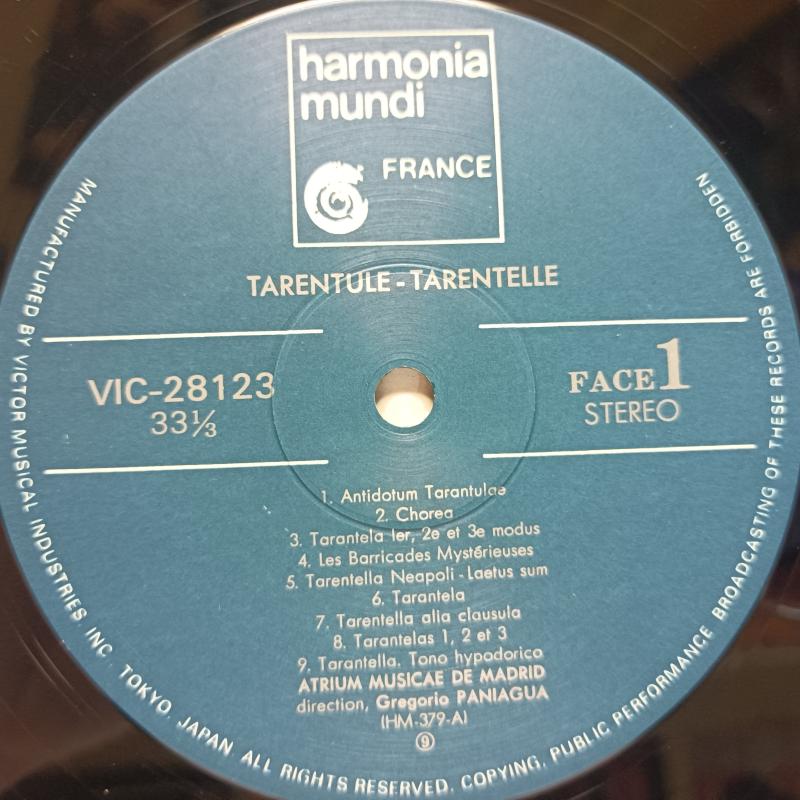 harmonia
mundi
FRANCE
TARENTULE - TARENTELLE
VIC-28123
33⅓
FACE 1
STEREO
1. Antidotum Tarantulae
2. Chorea
3. Tarantela Ier, 2e et 3e modus
4. Les Barricades Mystérieuses
5. Tarentella Neapoli - Laetus sum
6. Tarantela
7. Tarentella alla clausula
8. Tarantelas 1, 2 et 3
9. Tarantella. Tono hypodorico
ATRIUM MUSICAE DE MADRID
direction, Gregorio PANIAGUA
(HM-379-A)
⑨
MANUFACTURED BY VICTOR MUSICAL INDUSTRIES INC. TOKYO, JAPAN ALL RIGHTS RESERVED. COPYING, PUBLIC PERFORMANCE BROADCASTING OF THESE RECORDS ARE FORBIDDEN